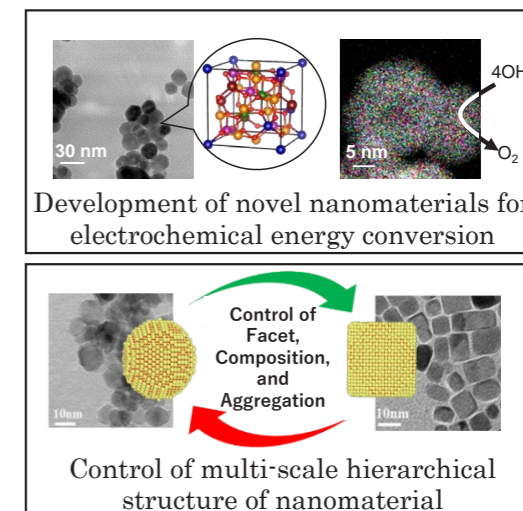 30 nm
5 nm
4OH
O₂
Development of novel nanomaterials for
electrochemical energy conversion
Control of
Facet,
Composition,
and
Aggregation
10nm
10nm
Control of multi-scale hierarchical
structure of nanomaterial